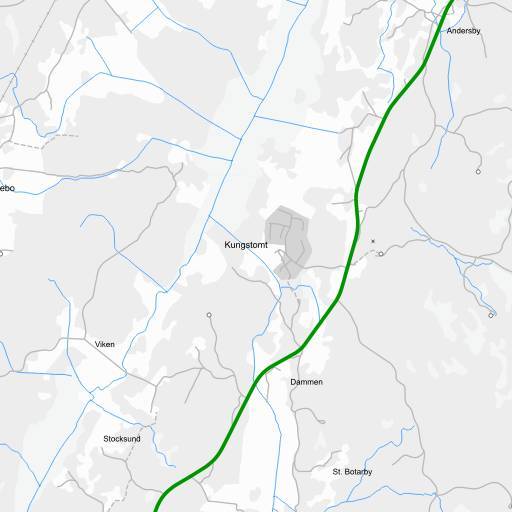 Andersby
ebo
Kungstomt
Viken
Dammen
Stocksund
St. Botarby